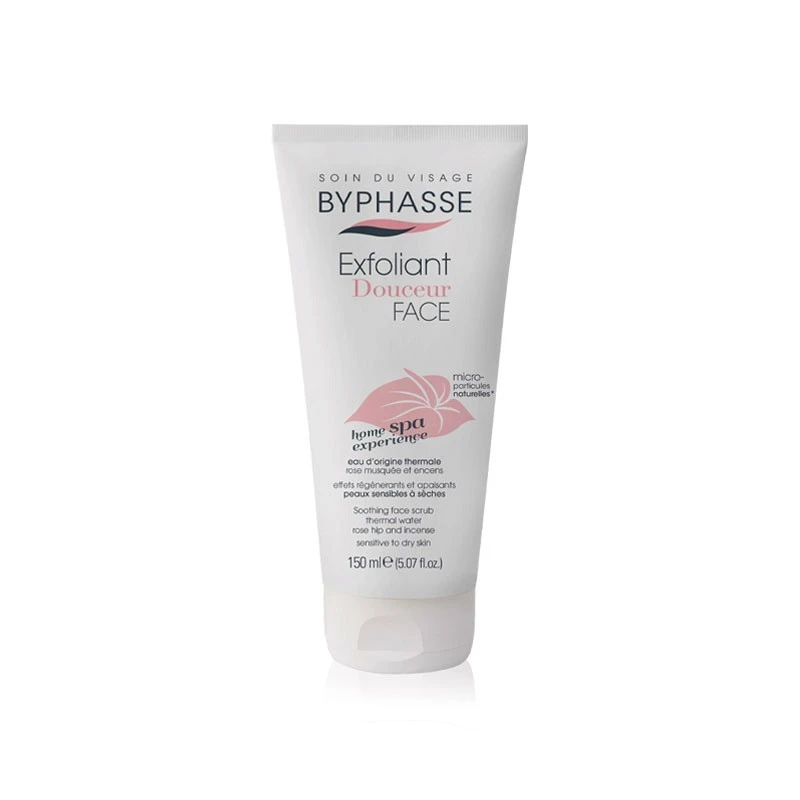 SOIN DU VISAGE
BYPHASSE
Exfoliant
Douceur
FACE
micro-
particules
naturelles*
home spa
experience
eau d'origine thermale
rose musquée et encens
effets régénerants et apaisants
peaux sensibles à sèches
Soothing face scrub
thermal water
rose hip and incense
sensitive to dry skin
150 ml e (5.07 fl.oz.)